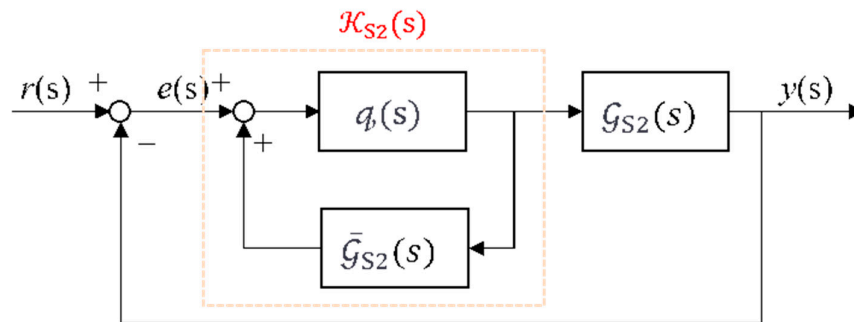 𝒦S2(s)
r(s) + e(s) + q(s) 𝒢S2(s) y(s)
− +
𝒢̄S2(s)